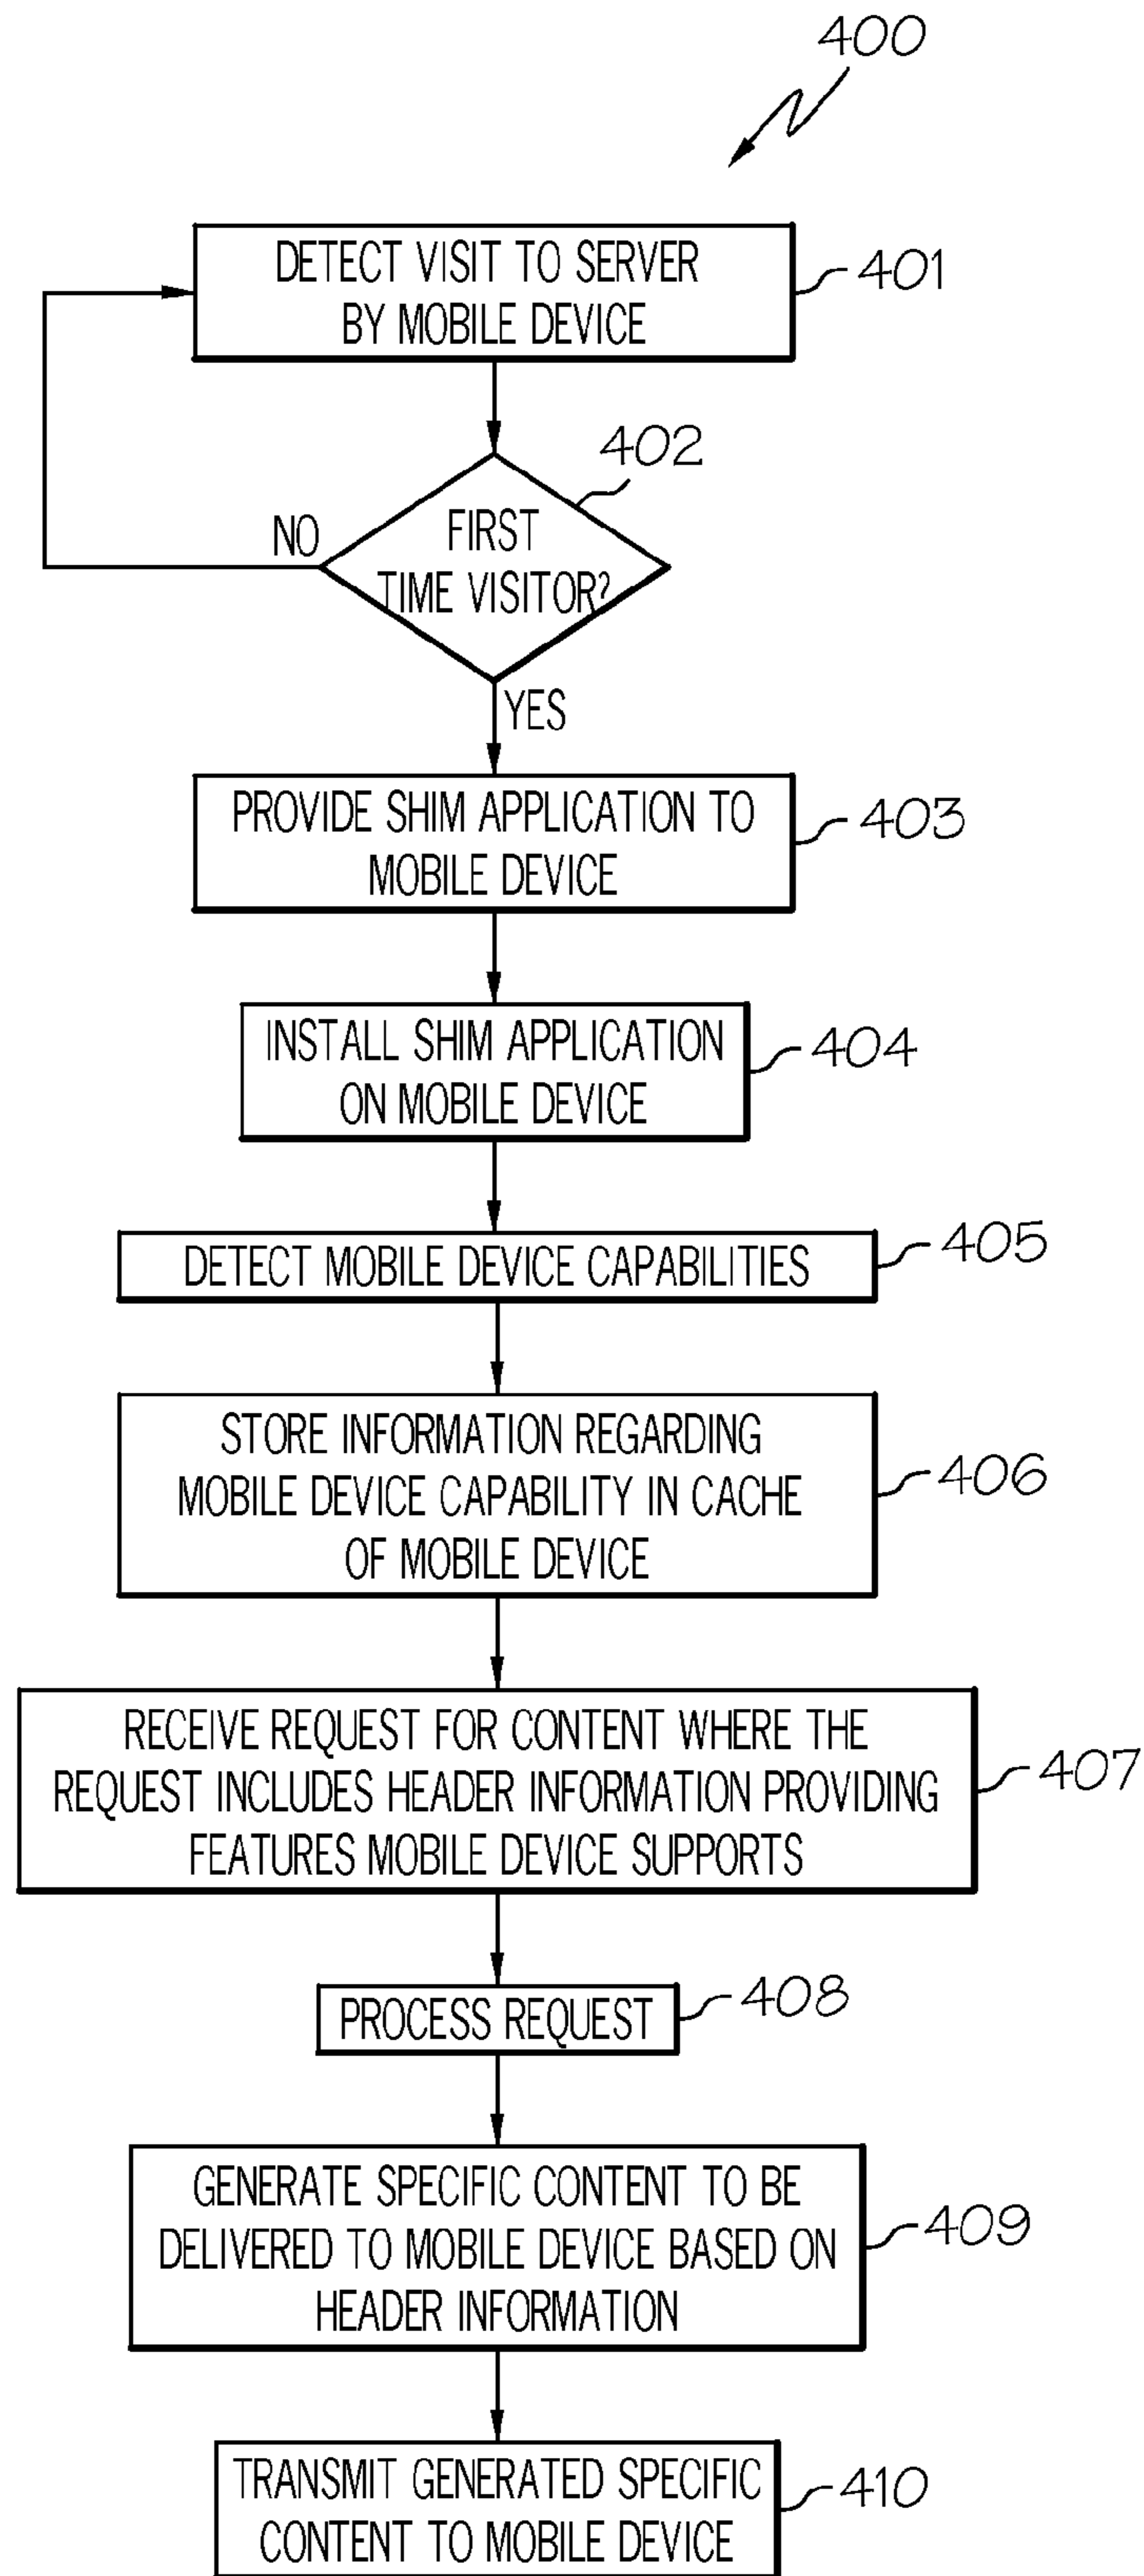 400
DETECT VISIT TO SERVER
BY MOBILE DEVICE
401
402
FIRST
TIME VISITOR?
NO
YES
PROVIDE SHIM APPLICATION TO
MOBILE DEVICE
403
INSTALL SHIM APPLICATION
ON MOBILE DEVICE
404
DETECT MOBILE DEVICE CAPABILITIES
405
STORE INFORMATION REGARDING
MOBILE DEVICE CAPABILITY IN CACHE
OF MOBILE DEVICE
406
RECEIVE REQUEST FOR CONTENT WHERE THE
REQUEST INCLUDES HEADER INFORMATION PROVIDING
FEATURES MOBILE DEVICE SUPPORTS
407
PROCESS REQUEST
408
GENERATE SPECIFIC CONTENT TO BE
DELIVERED TO MOBILE DEVICE BASED ON
HEADER INFORMATION
409
TRANSMIT GENERATED SPECIFIC
CONTENT TO MOBILE DEVICE
410